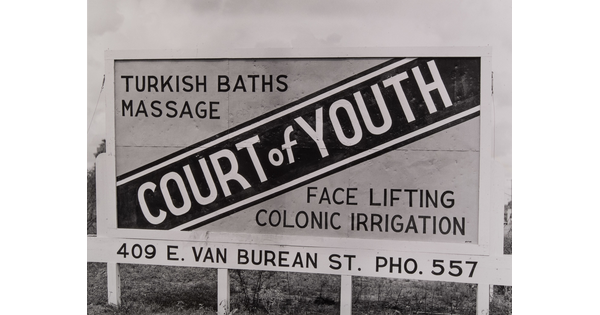 TURKISH BATHS
MASSAGE
COURT of YOUTH
FACE LIFTING
COLONIC IRRIGATION
409 E. VAN BUREAN ST. PHO. 557